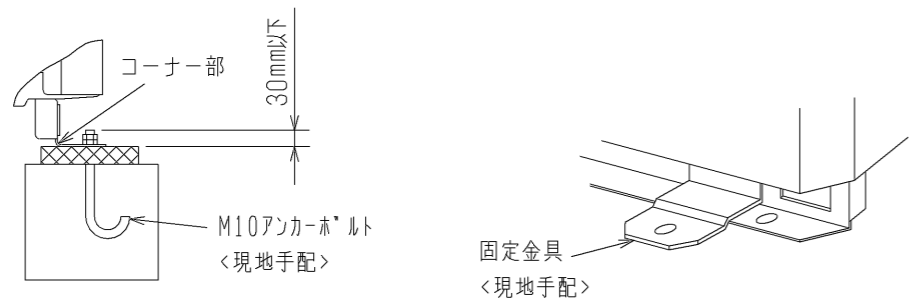 コーナー部
30mm以下
M10アンカーボルト
<現地手配>
固定金具
<現地手配>